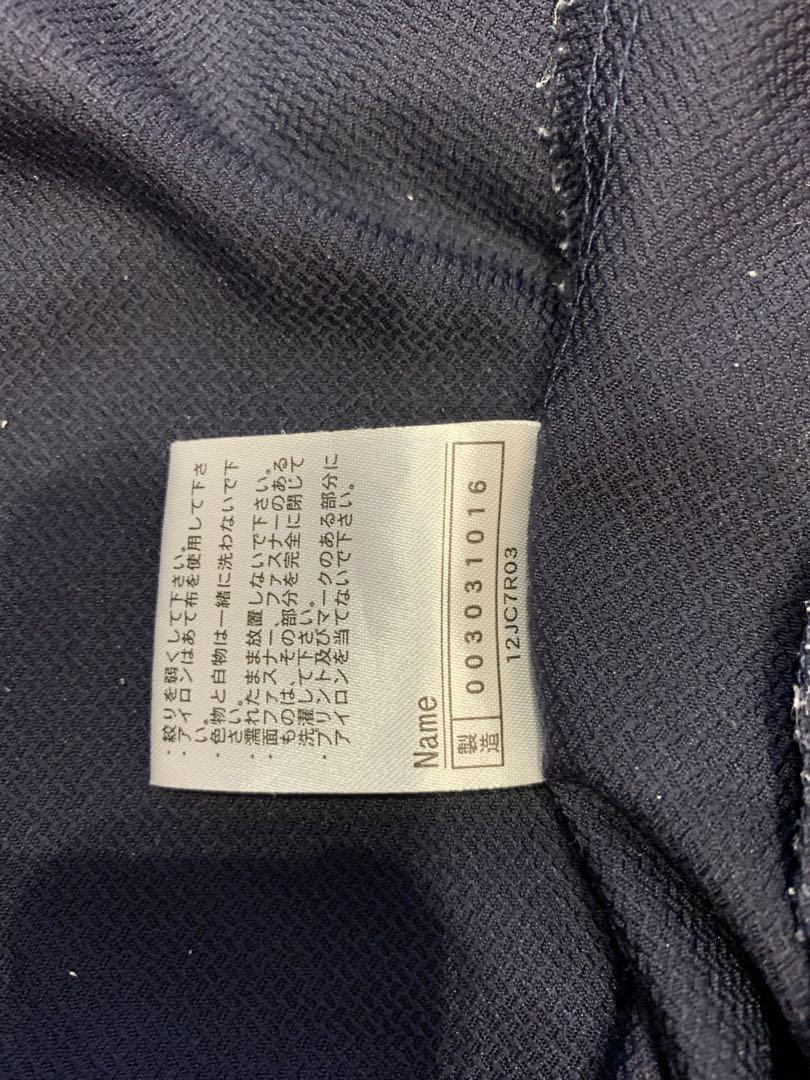 ・絞りを弱くして下さい。
・アイロンはあて布を使用して下さ
い。
・色物と白物は一緒に洗わないで下
さい。
・濡れたまま放置しないで下さい。
・面ファスナー、ファスナーのある
ものは、その部分を完全に閉じて
洗濯して下さい。
・プリント及びマークのある部分に
アイロンを当てないで下さい。
Name
製造 003031016
12JC7R03